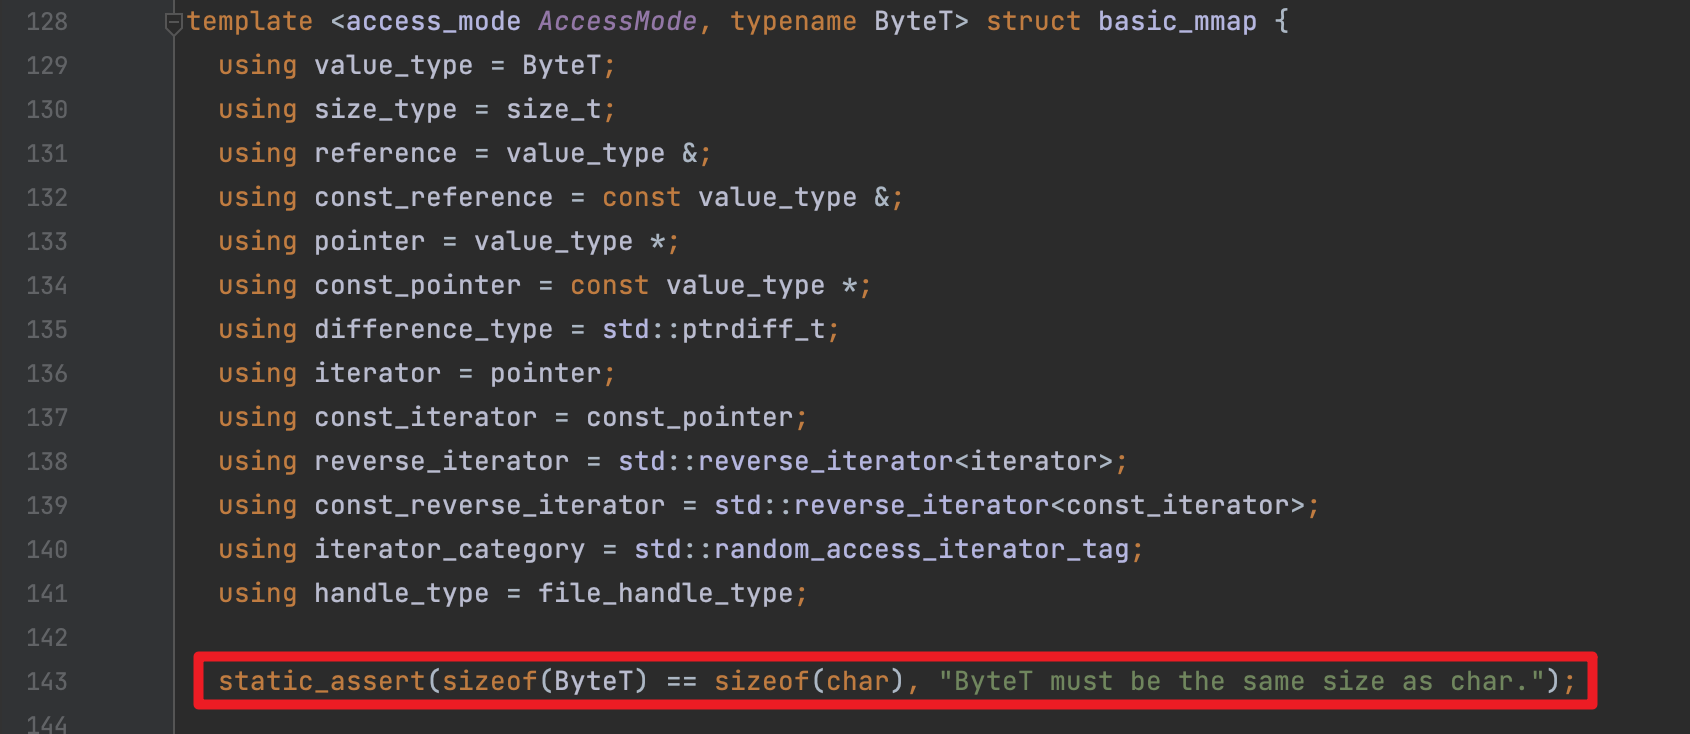 128 template <access_mode AccessMode, typename ByteT> struct basic_mmap {
129 using value_type = ByteT;
130 using size_type = size_t;
131 using reference = value_type &;
132 using const_reference = const value_type &;
133 using pointer = value_type *;
134 using const_pointer = const value_type *;
135 using difference_type = std::ptrdiff_t;
136 using iterator = pointer;
137 using const_iterator = const_pointer;
138 using reverse_iterator = std::reverse_iterator<iterator>;
139 using const_reverse_iterator = std::reverse_iterator<const_iterator>;
140 using iterator_category = std::random_access_iterator_tag;
141 using handle_type = file_handle_type;
142
143 static_assert(sizeof(ByteT) == sizeof(char), "ByteT must be the same size as char.");
144